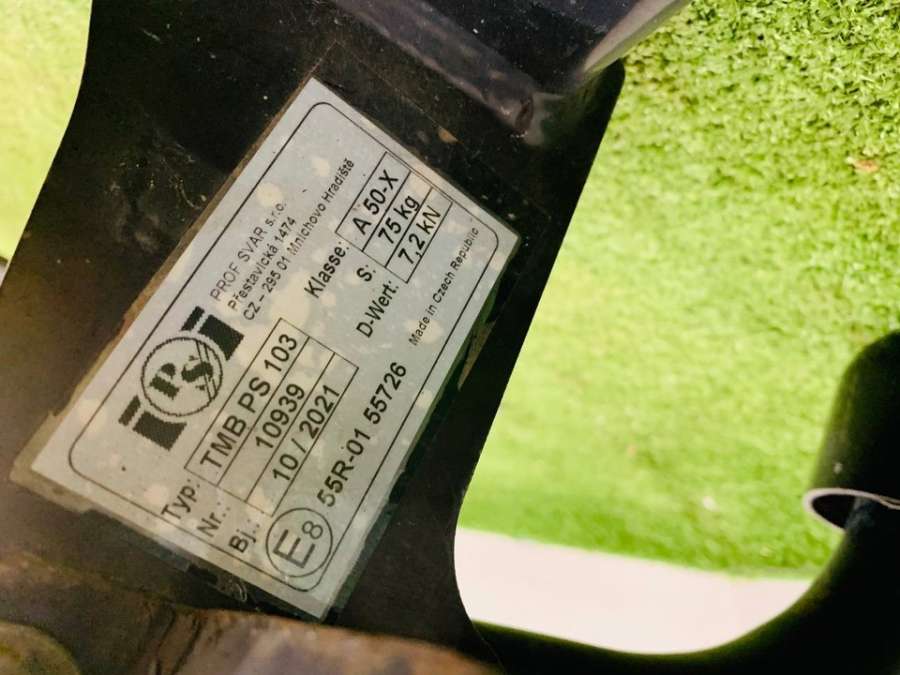 PS
PROF SVAR s.r.o.
Přestavlcká 1474
CZ – 295 01 Mnichovo Hradiště
Typ: TMB PS 103
Nr.: 10939
Bj.: 10 / 2021
Klasse: A 50-X
S: 75 kg
D-Wert: 7,2 kN
E8 55R-01 55726
Made in Czech Republic